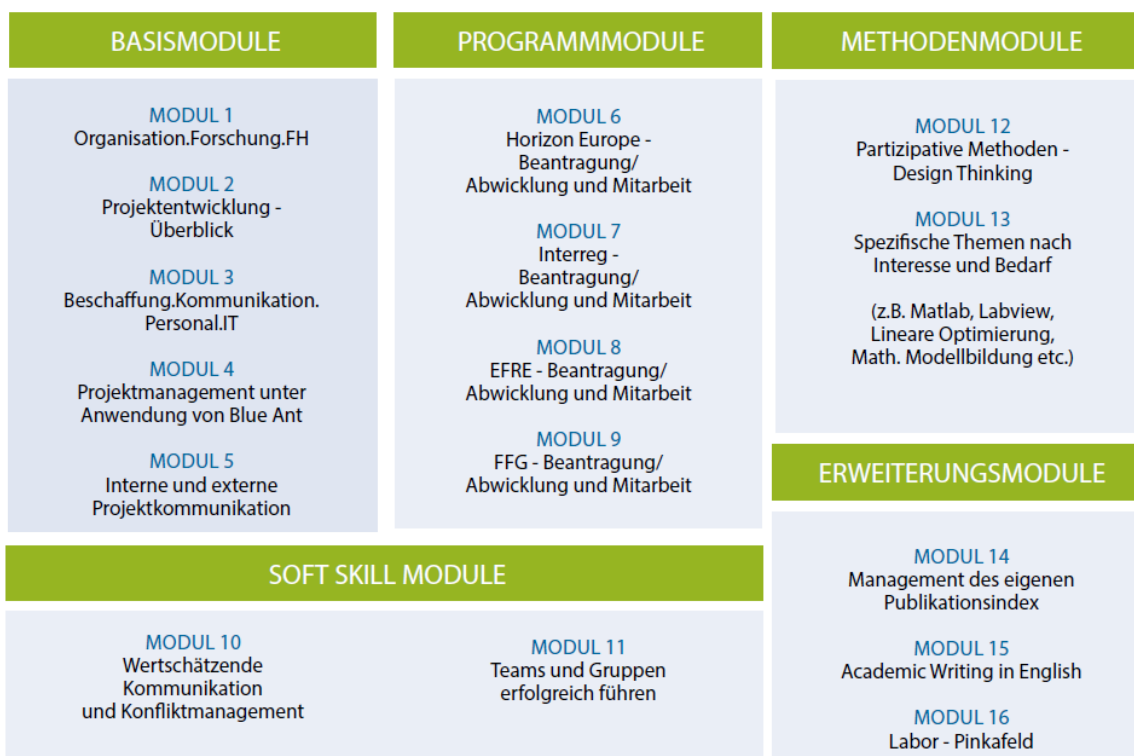 BASISMODULE
MODUL 1
Organisation.Forschung.FH
MODUL 2
Projektentwicklung -
Überblick
MODUL 3
Beschaffung.Kommunikation.
Personal.IT
MODUL 4
Projektmanagement unter
Anwendung von Blue Ant
MODUL 5
Interne und externe
Projektkommunikation
PROGRAMMMODULE
MODUL 6
Horizon Europe -
Beantragung/
Abwicklung und Mitarbeit
MODUL 7
Interreg -
Beantragung/
Abwicklung und Mitarbeit
MODUL 8
EFRE - Beantragung/
Abwicklung und Mitarbeit
MODUL 9
FFG - Beantragung/
Abwicklung und Mitarbeit
SOFT SKILL MODULE
MODUL 10
Wertschätzende
Kommunikation
und Konfliktmanagement
MODUL 11
Teams und Gruppen
erfolgreich führen
METHODENMODULE
MODUL 12
Partizipative Methoden -
Design Thinking
MODUL 13
Spezifische Themen nach
Interesse und Bedarf
(z.B. Matlab, Labview,
Lineare Optimierung,
Math. Modellbildung etc.)
ERWEITERUNGSMODULE
MODUL 14
Management des eigenen
Publikationsindex
MODUL 15
Academic Writing in English
MODUL 16
Labor - Pinkafeld